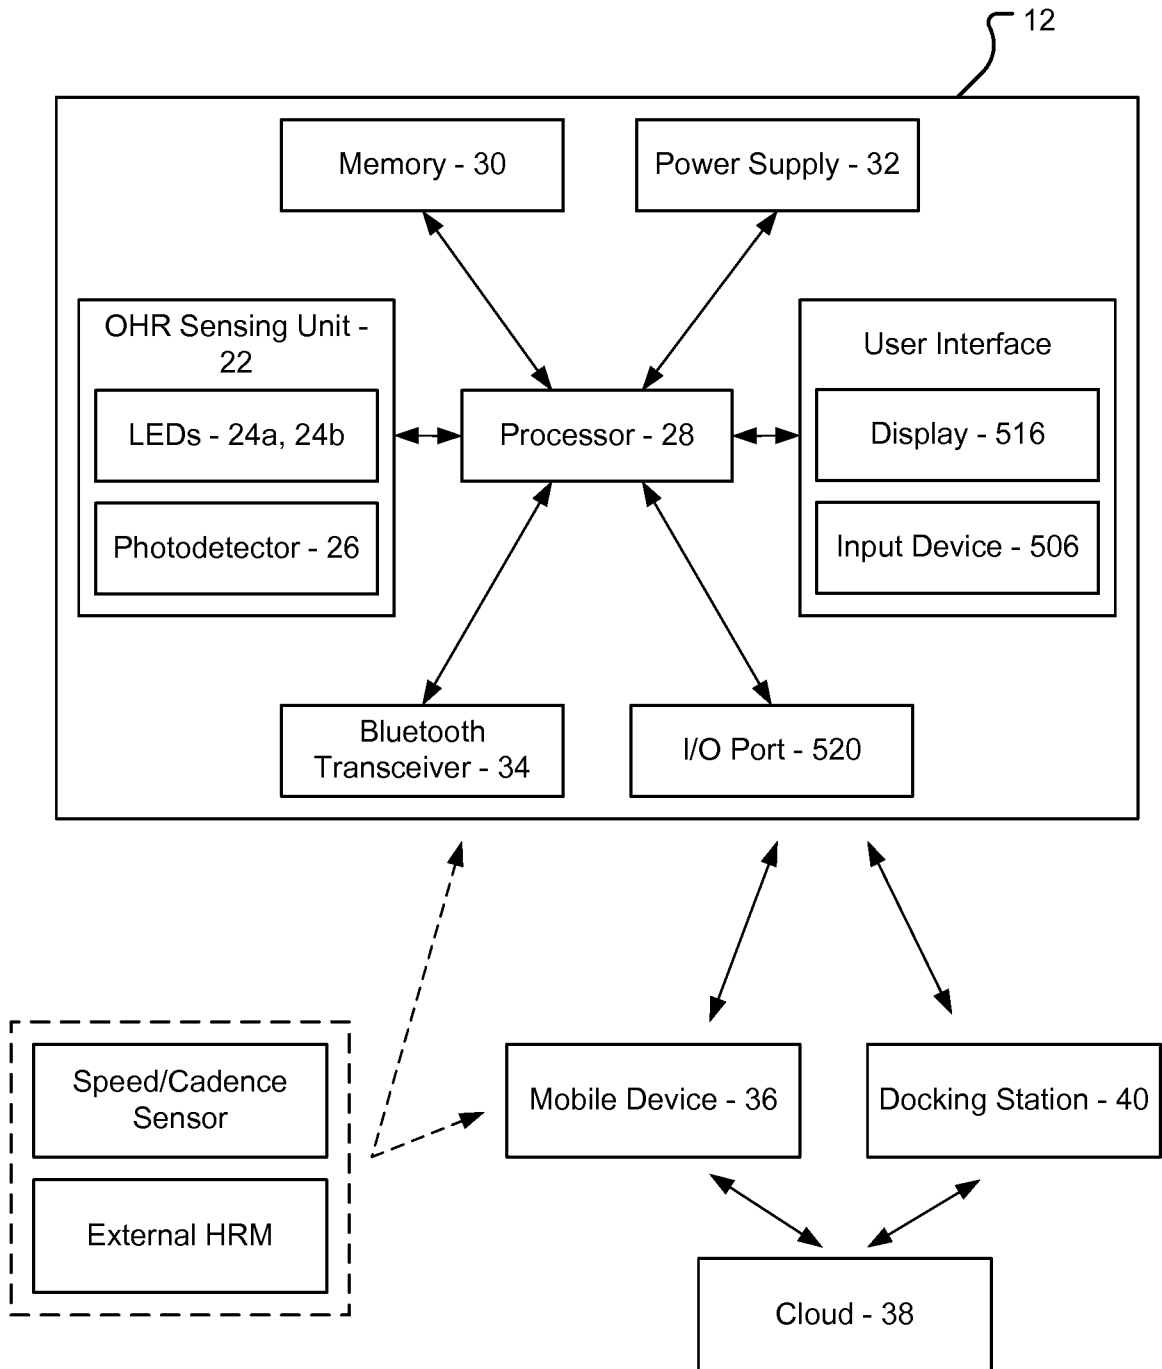 12
Memory - 30
Power Supply - 32
OHR Sensing Unit -
22
LEDs - 24a, 24b
Photodetector - 26
Processor - 28
User Interface
Display - 516
Input Device - 506
Bluetooth
Transceiver - 34
I/O Port - 520
Speed/Cadence
Sensor
External HRM
Mobile Device - 36
Docking Station - 40
Cloud - 38